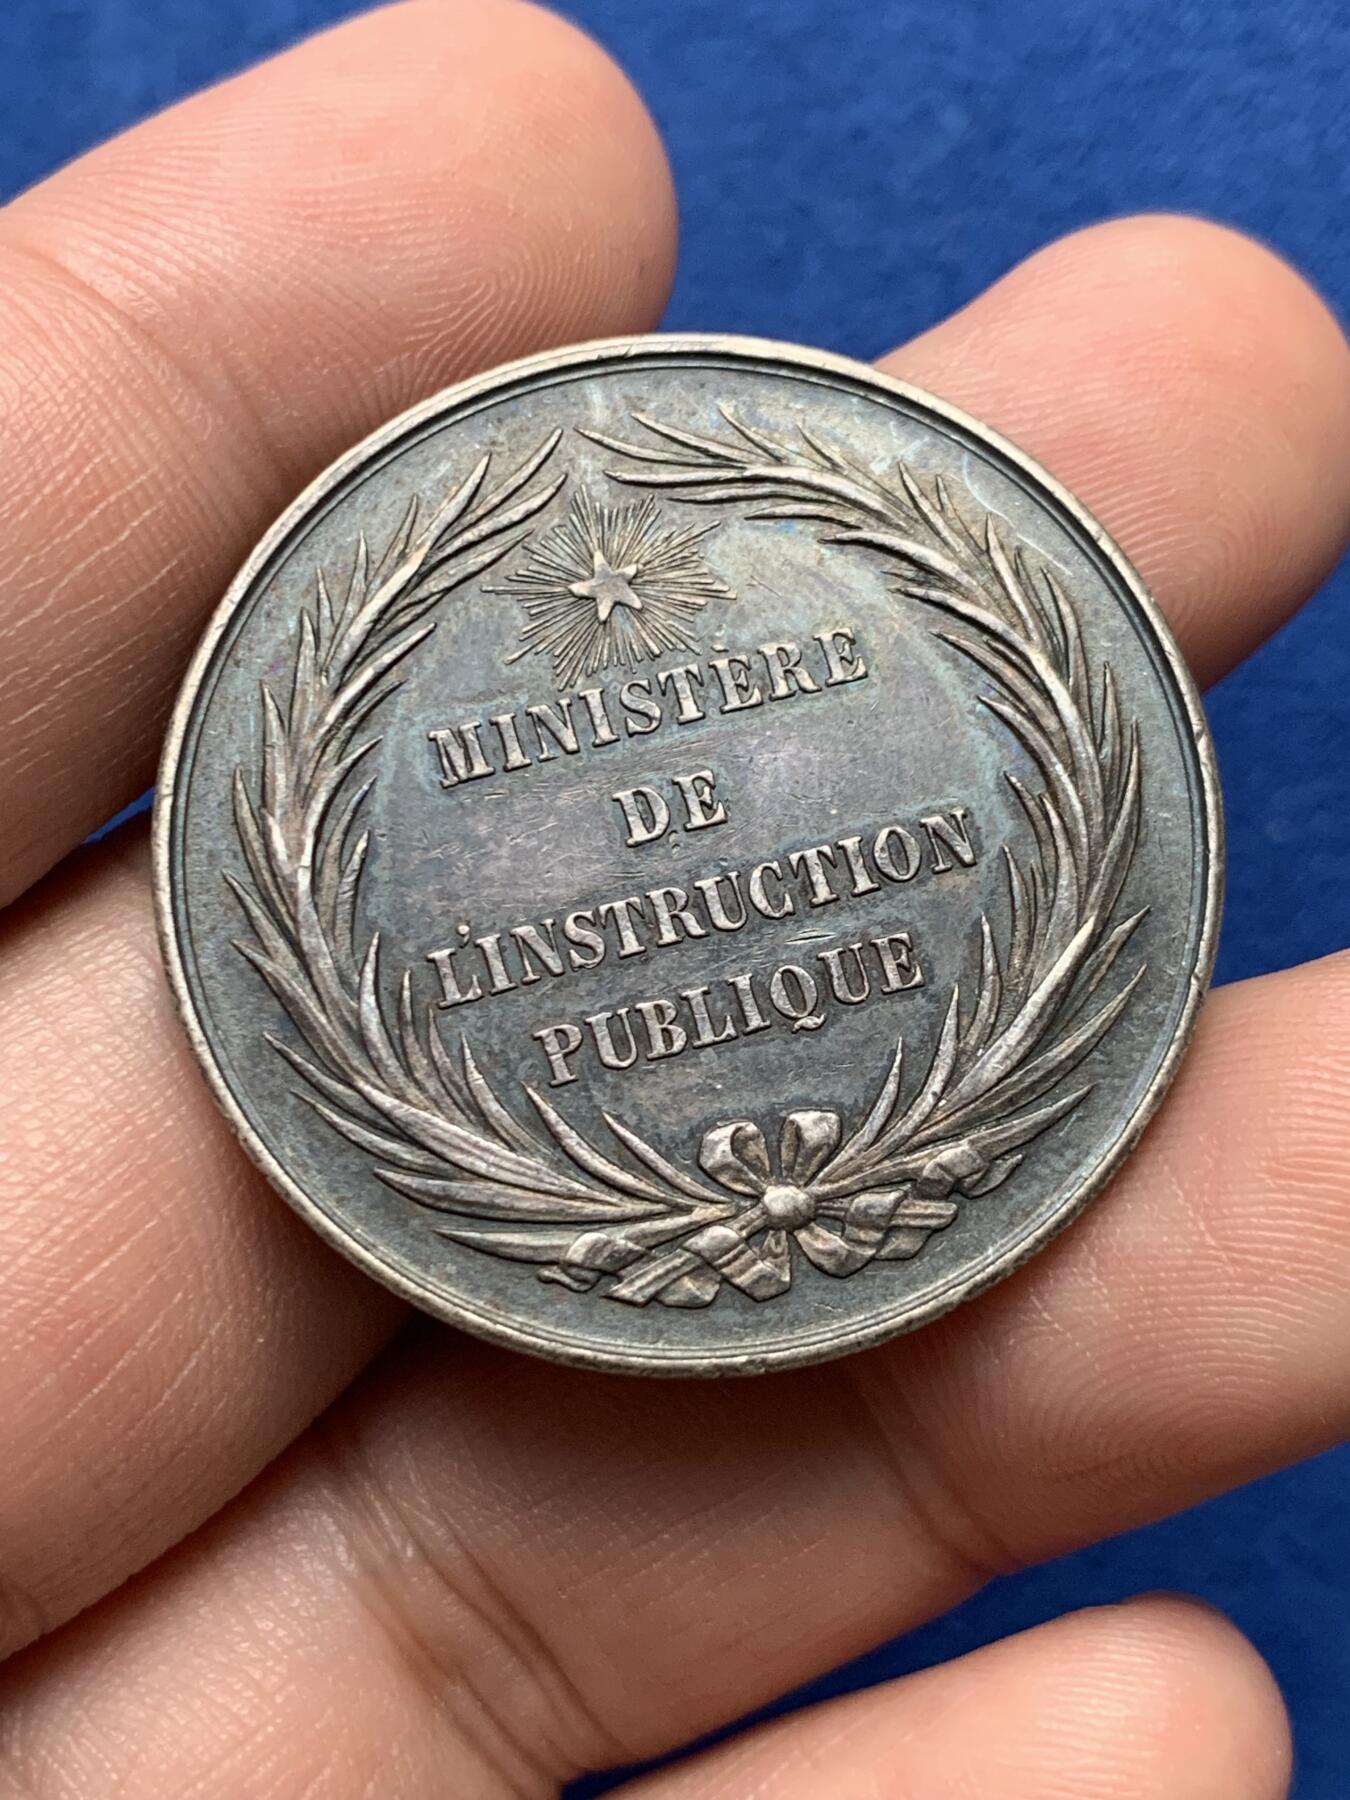 MINISTÈRE
DE
L'INSTRUCTION
PUBLIQUE